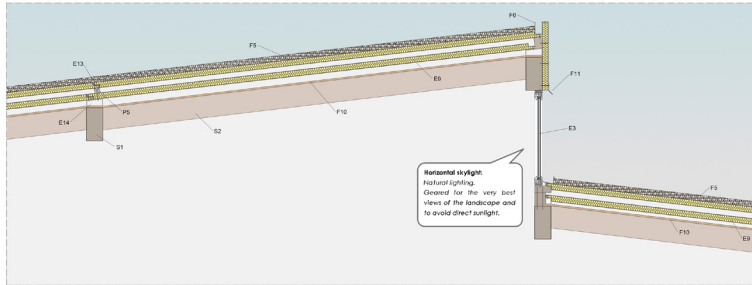 F6
F5
E13
E9
F11
P5
E14
F10
S2
S1
E3
Horizontal skylight:
Natural lighting.
Geared for the very best
views of the landscape and
to avoid direct sunlight.
F5
F10
E9